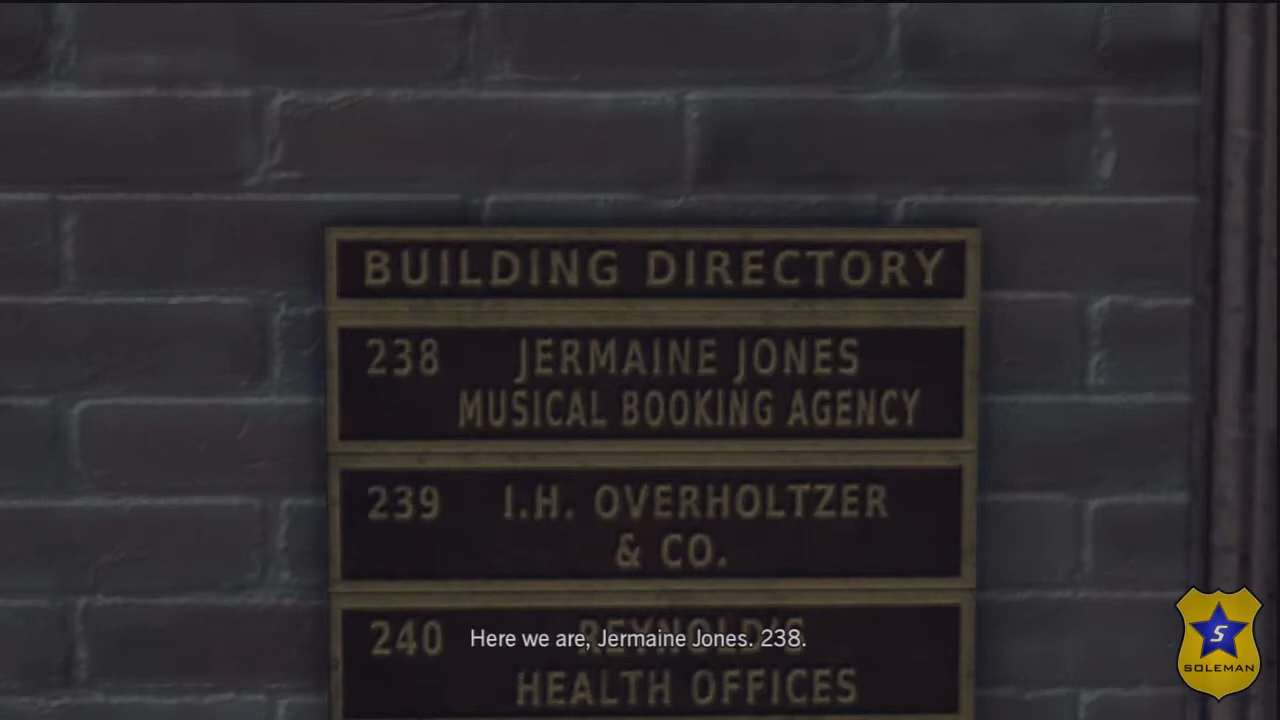 BUILDING DIRECTORY
238 JERMAINE JONES
MUSICAL BOOKING AGENCY
239 I.H. OVERHOLTZER
& CO.
240 REYNOLD'S
Here we are, Jermaine Jones. 238.
HEALTH OFFICES
S
SOLEMAN